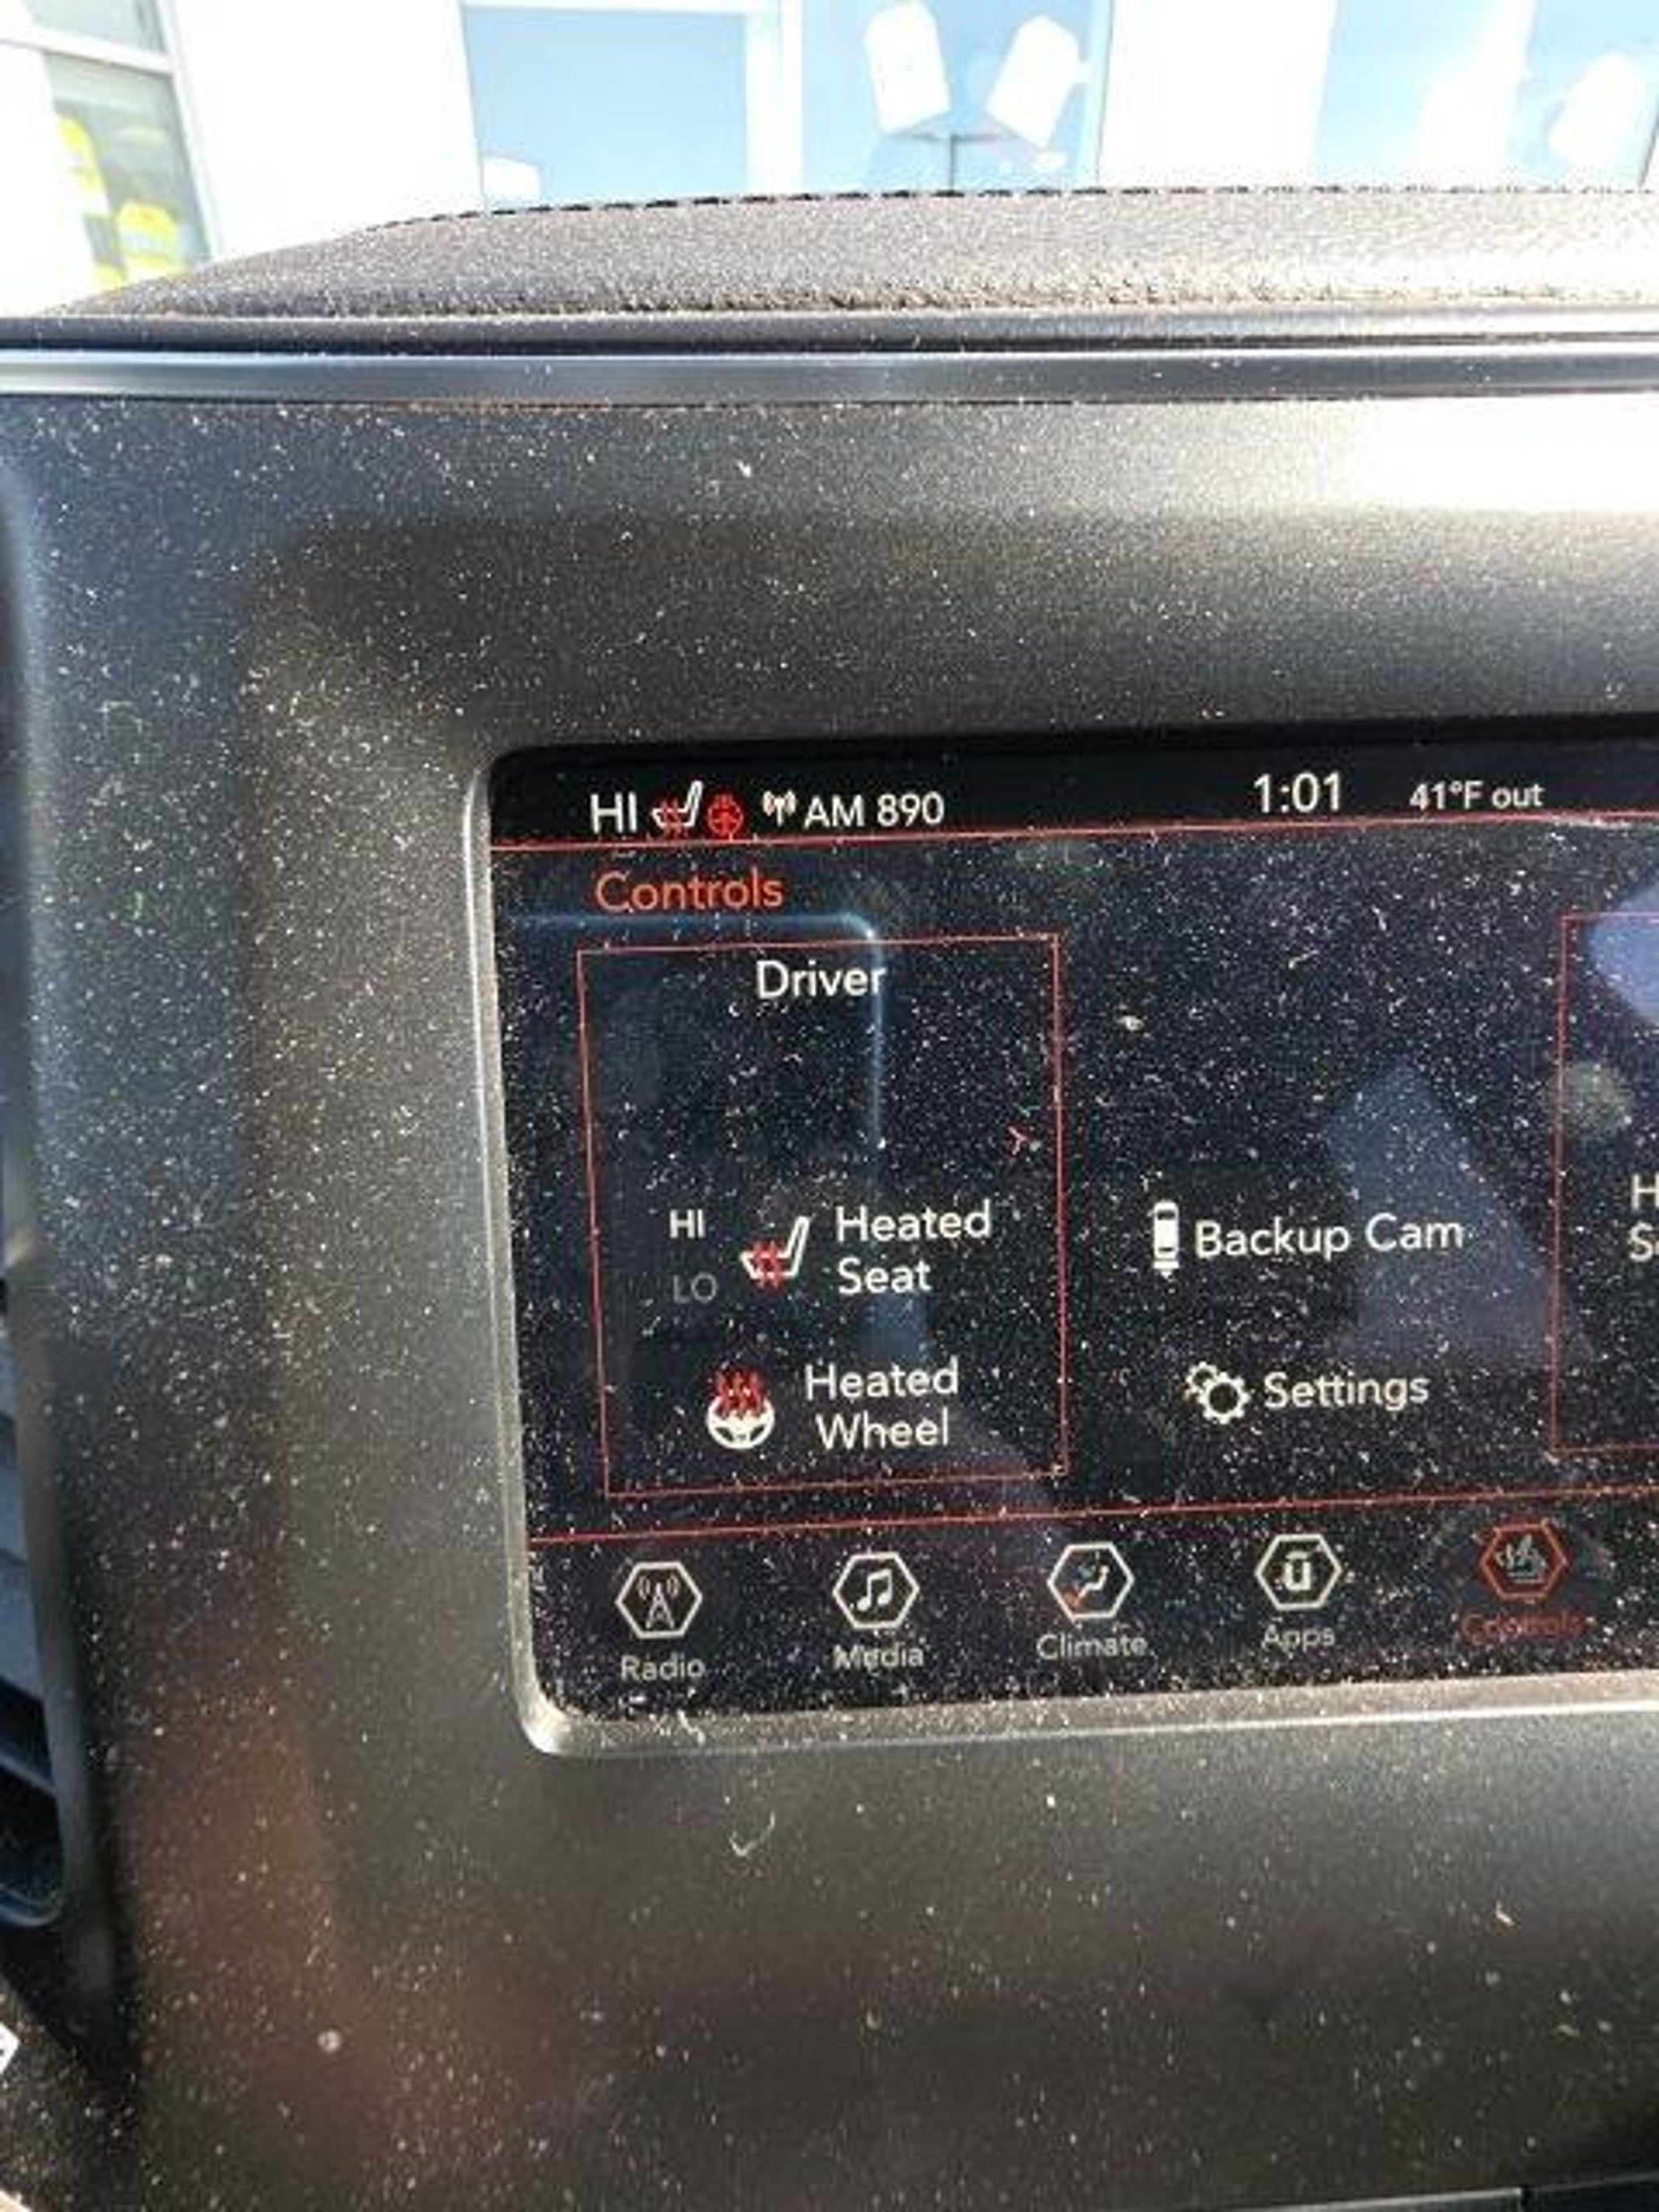 HI AM 890 1:01 41°F out
Controls
Driver
HI
LO
Heated
Seat
Backup Cam
H
S
Heated
Wheel
Settings
Radio
Media
Climate
Apps
Controls